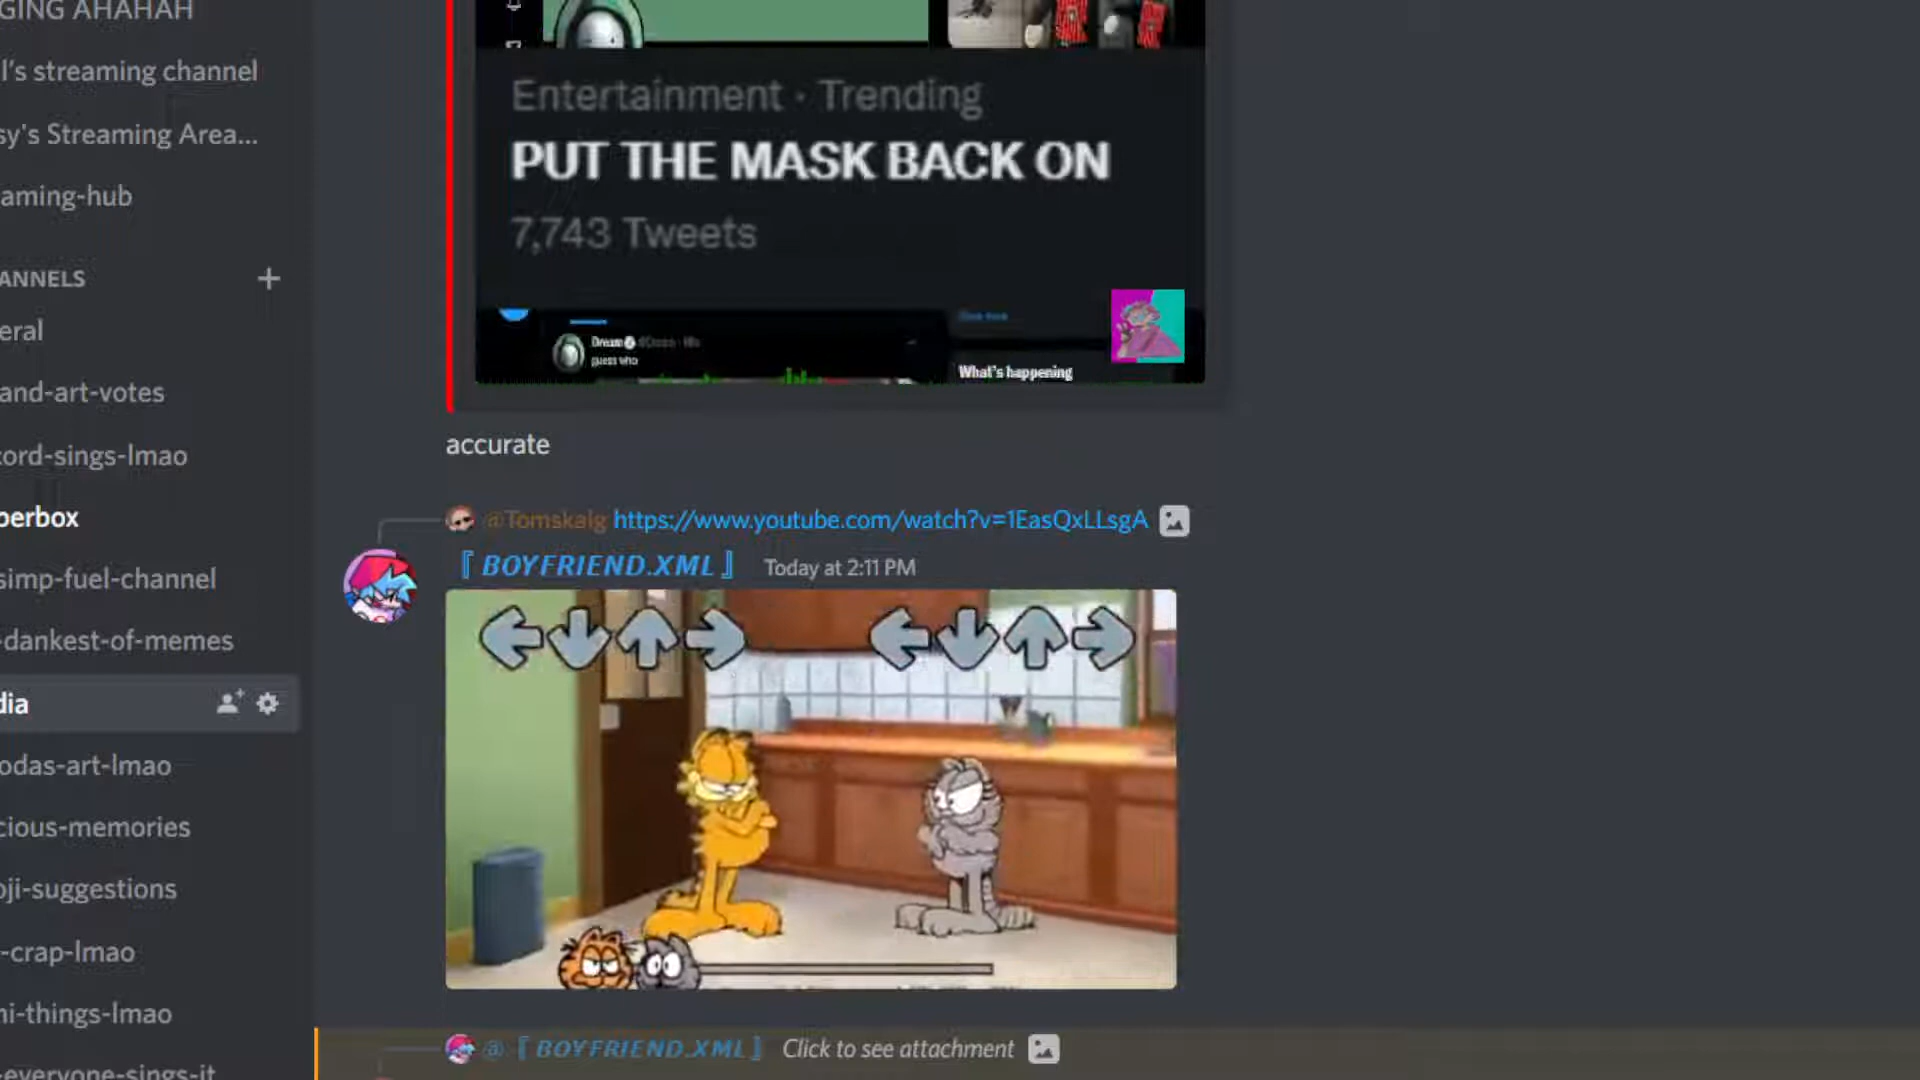 GING AHAHAH
l's streaming channel
sy's Streaming Area...
aming-hub
ANNELS
eral
and-art-votes
cord-sings-lmao
perbox
simp-fuel-channel
-dankest-of-memes
dia
odas-art-lmao
cious-memories
oji-suggestions
-crap-lmao
ni-things-lmao
-everyone-sings-it
Entertainment · Trending
PUT THE MASK BACK ON
7,743 Tweets
Dream
guess who
What's happening
accurate
@Tomskalg https://www.youtube.com/watch?v=1EasQxLLsgA
『 BOYFRIEND.XML 』 Today at 2:11 PM
@『 BOYFRIEND.XML 』 Click to see attachment